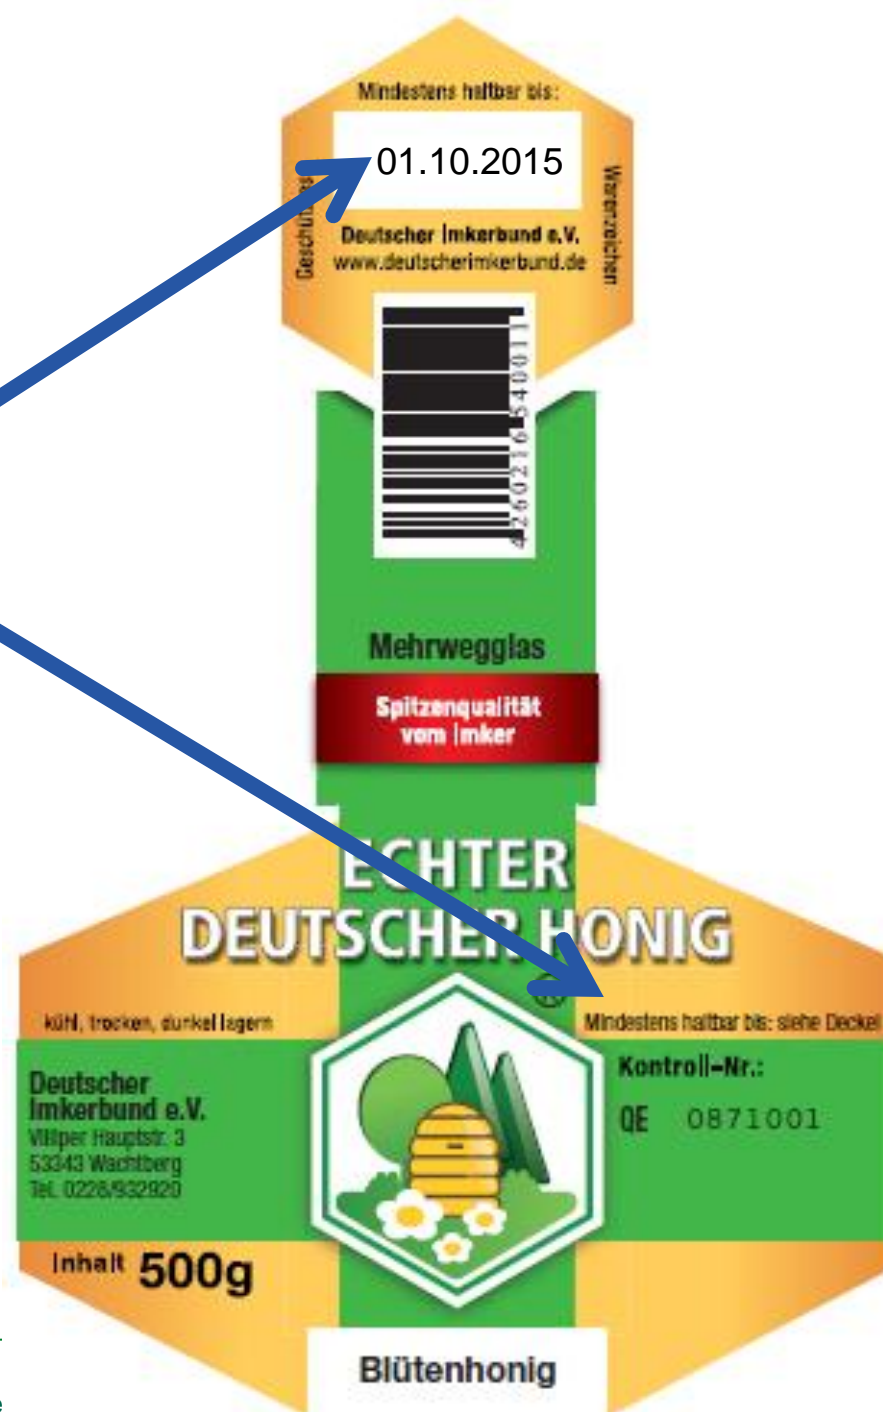 Mindestens haltbar bis:
01.10.2015
Warenzeichen
Deutscher Imkerbund e.V.
www.deutscherimkerbund.de
4260216 540011
Mehrwegglas
Spitzenqualität
vom Imker
ECHTER
DEUTSCHER HONIG
kühl, trocken, dunkel lagern
Mindestens haltbar bis: siehe Deckel
Deutscher
Imkerbund e.V.
Villiper Hauptstr. 3
53343 Wachtberg
Tel. 0228/932920
Kontroll-Nr.:
QE 0871001
Inhalt 500g
Blütenhonig